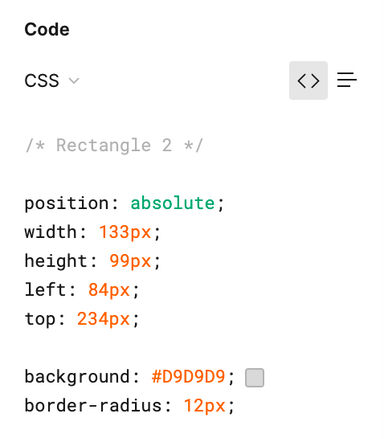 Code
CSS
/* Rectangle 2 */
position: absolute;
width: 133px;
height: 99px;
left: 84px;
top: 234px;
background: #D9D9D9;
border-radius: 12px;